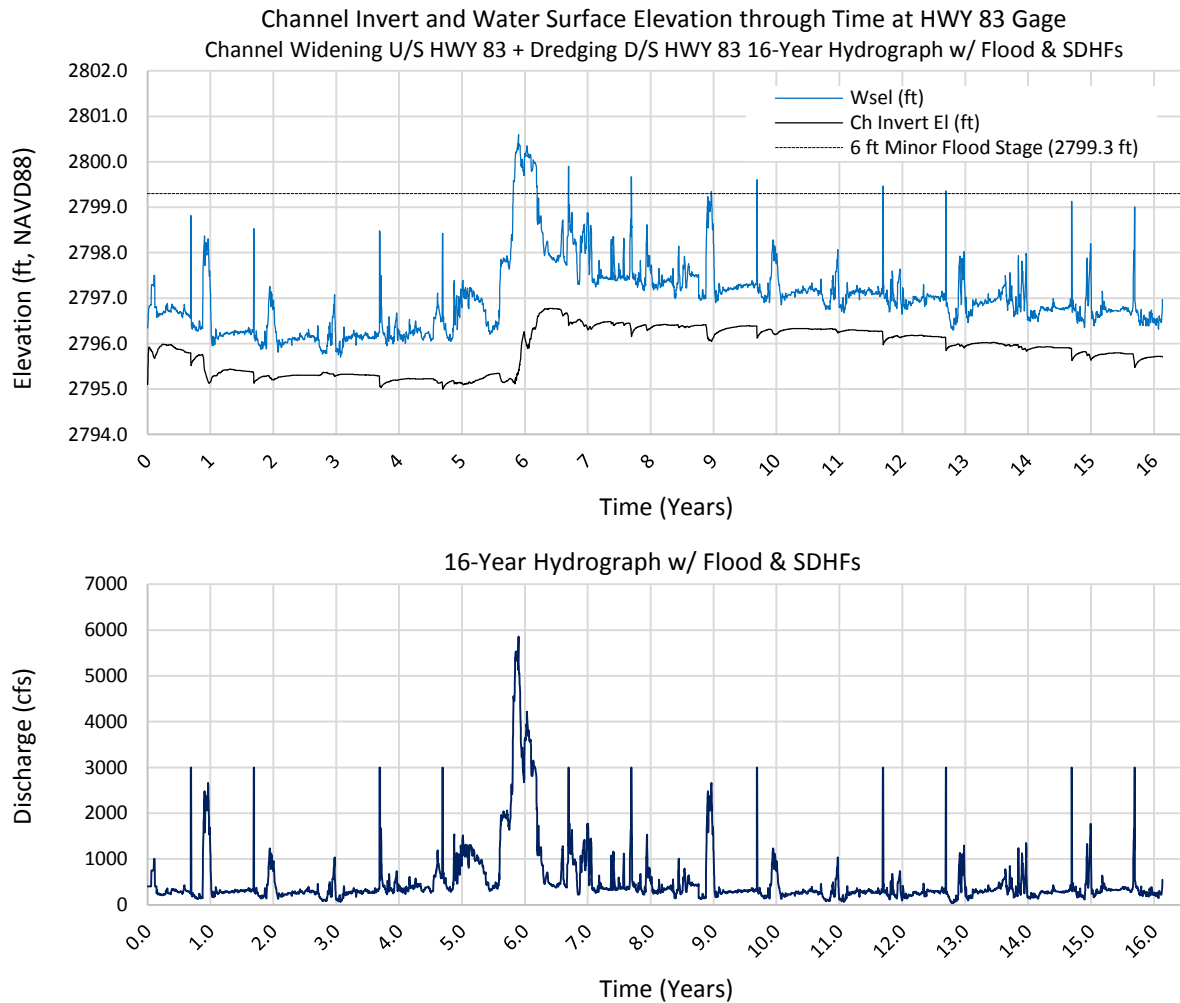 Channel Invert and Water Surface Elevation through Time at HWY 83 Gage
Channel Widening U/S HWY 83 + Dredging D/S HWY 83 16-Year Hydrograph w/ Flood & SDHFs
2802.0
2801.0
2800.0
2799.0
2798.0
2797.0
2796.0
2795.0
2794.0
Elevation (ft, NAVD88)
Wsel (ft)
Ch Invert El (ft)
6 ft Minor Flood Stage (2799.3 ft)
0 1 2 3 4 5 6 7 8 9 10 11 12 13 14 15 16
Time (Years)
16-Year Hydrograph w/ Flood & SDHFs
7000
6000
5000
4000
3000
2000
1000
0
Discharge (cfs)
0.0 1.0 2.0 3.0 4.0 5.0 6.0 7.0 8.0 9.0 10.0 11.0 12.0 13.0 14.0 15.0 16.0
Time (Years)